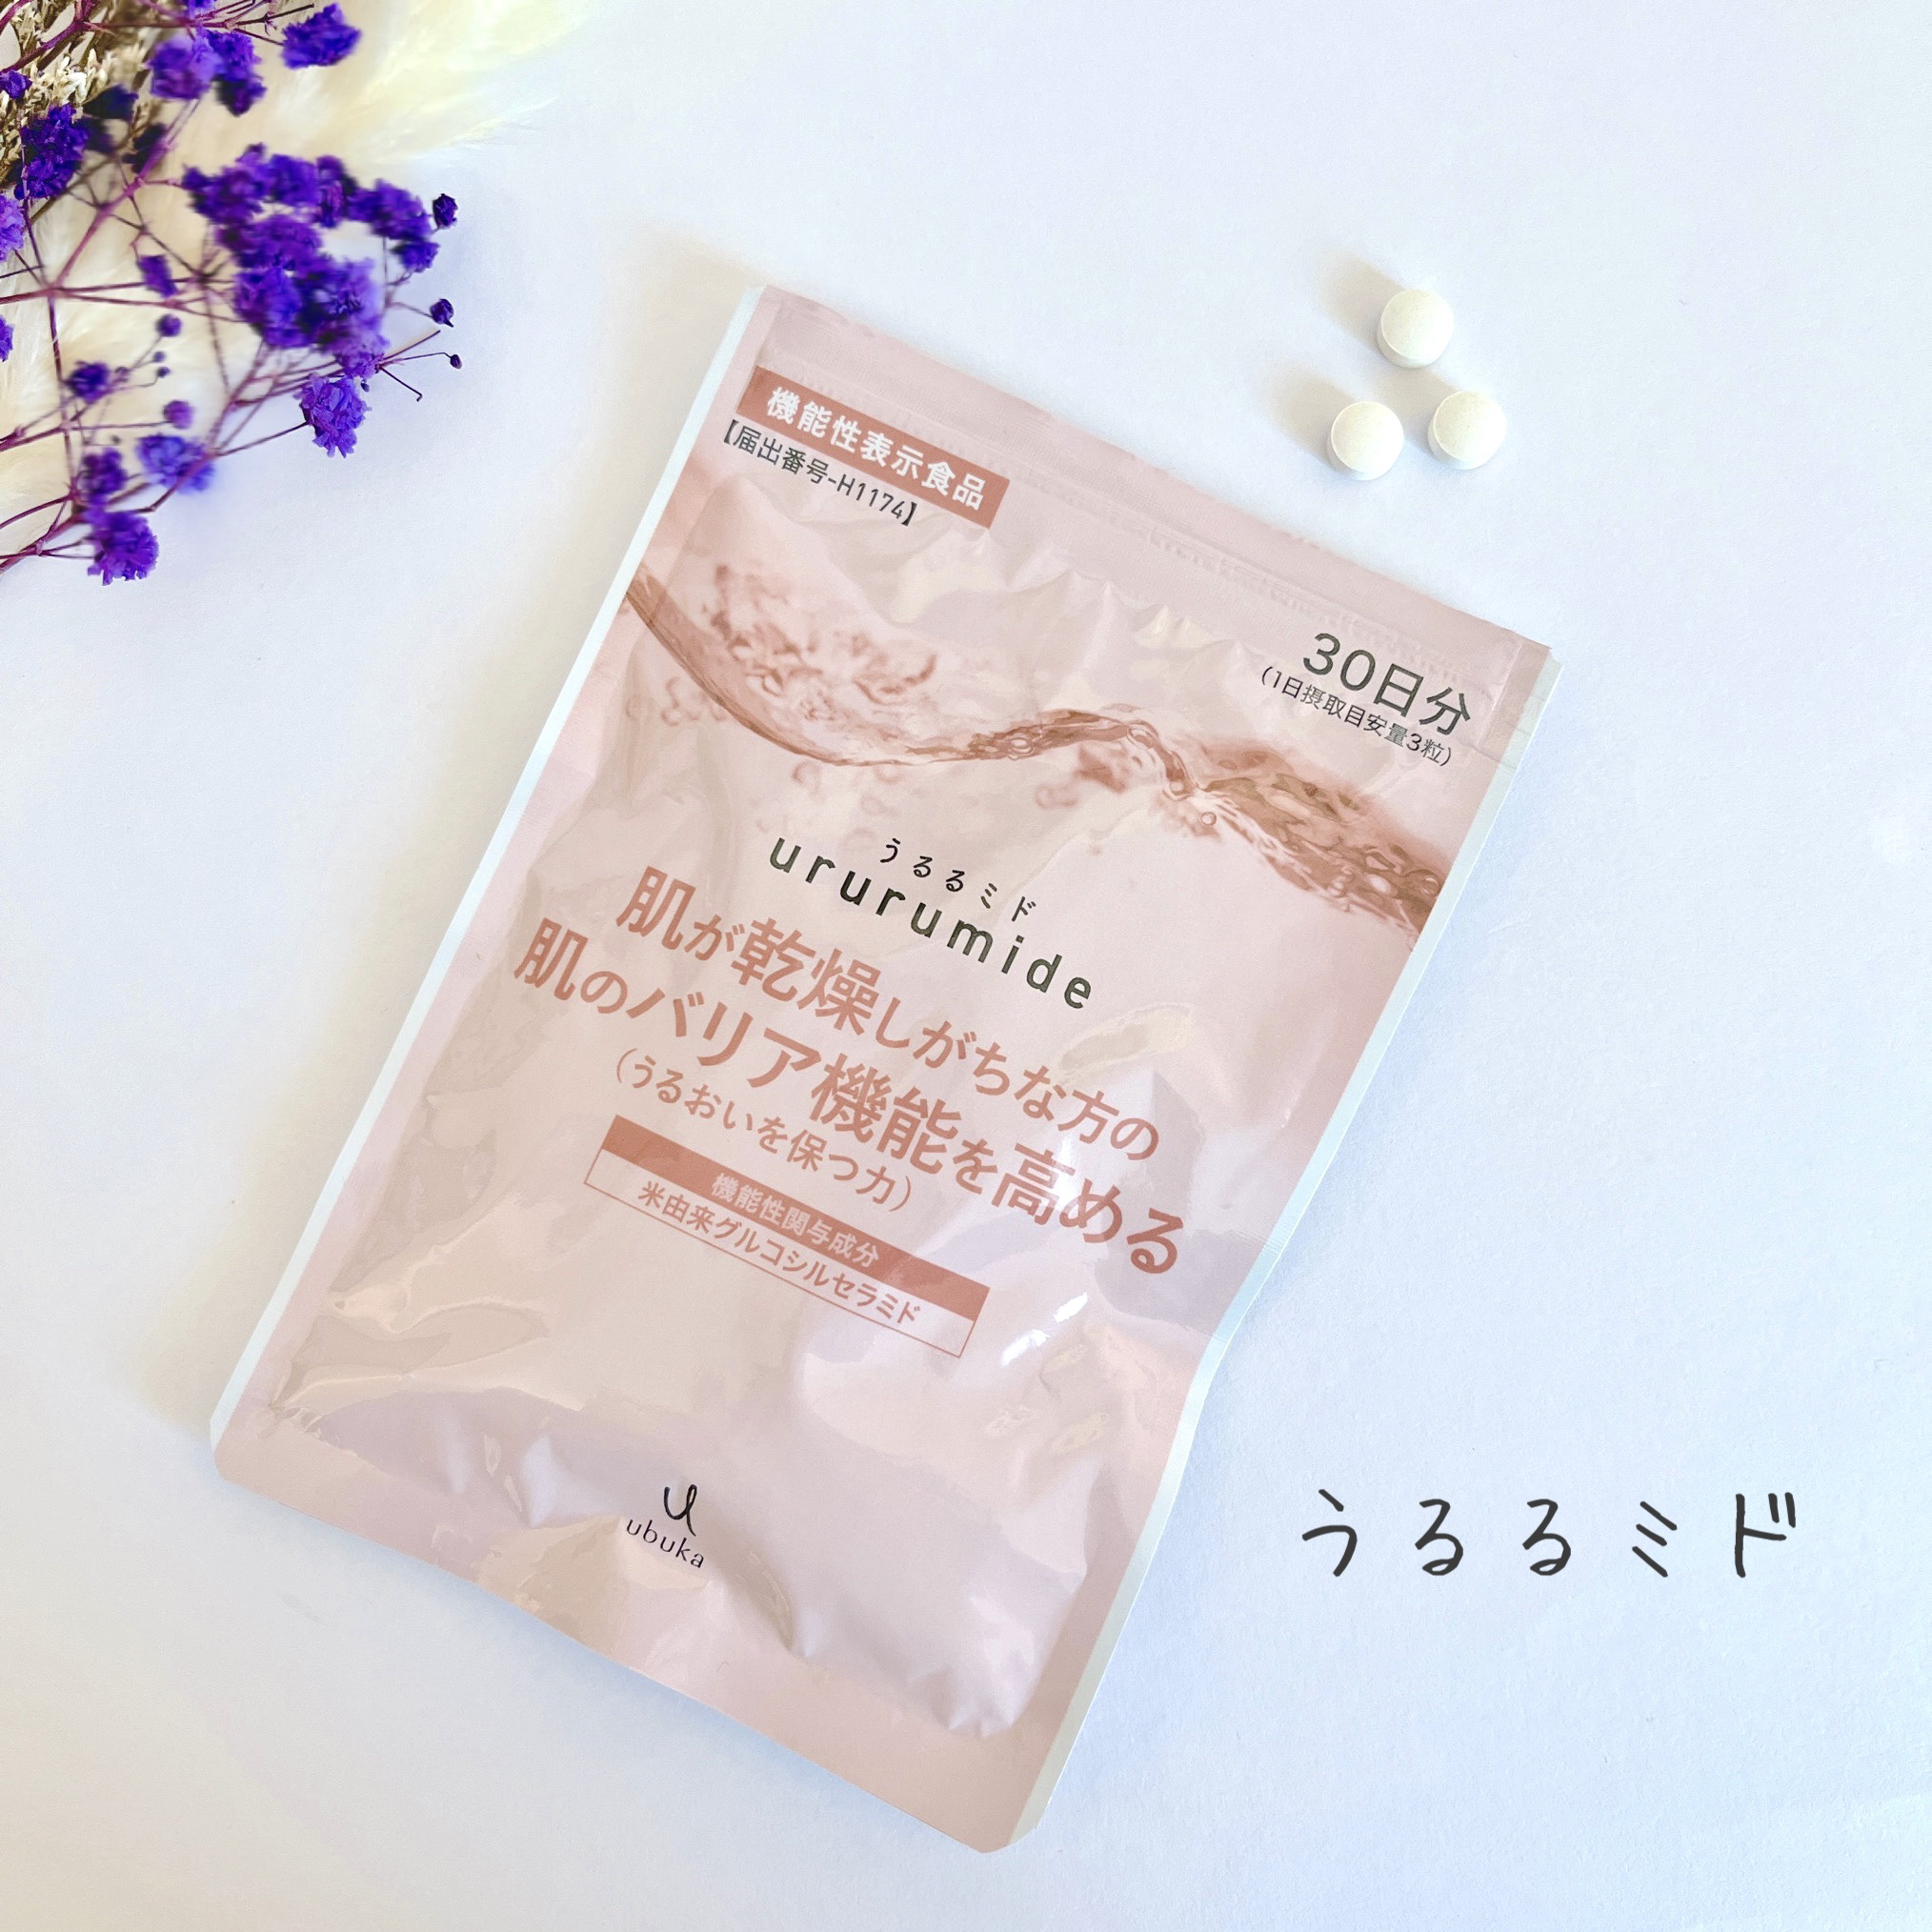 機能性表示食品
【届出番号-H1174】
30日分
(1日摂取目安量3粒)
うるるミド
ururumide
肌が乾燥しがちな方の
肌のバリア機能を高める
(うるおいを保つ力)
機能性関与成分
米由来グルコシルセラミド
ubuka
うるるミド